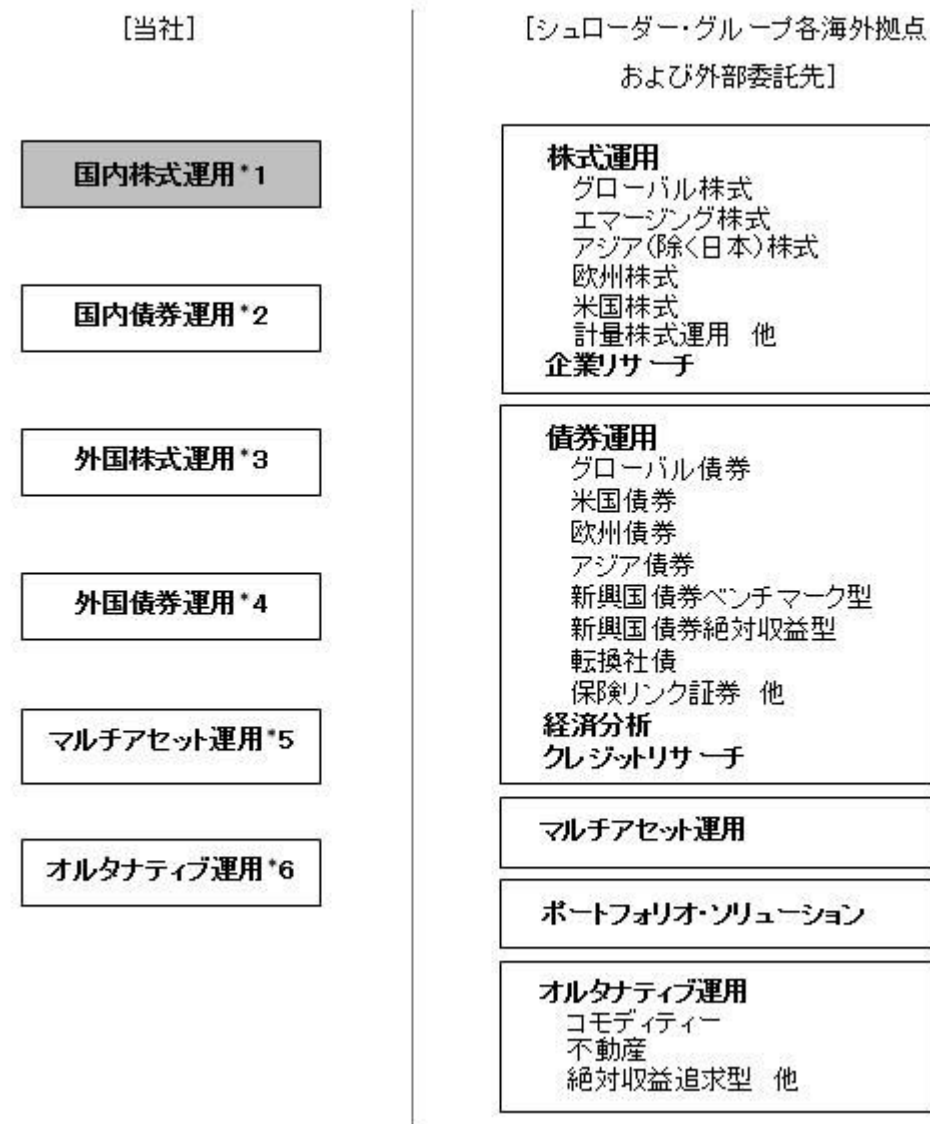 [当社]
国内株式運用*1
国内債券運用*2
外国株式運用*3
外国債券運用*4
マルチアセット運用*5
オルタナティブ運用*6
[シュローダー・グループ各海外拠点
および外部委託先]
株式運用
グローバル株式
エマージング株式
アジア(除く日本)株式
欧州株式
米国株式
計量株式運用 他
企業リサーチ
債券運用
グローバル債券
米国債券
欧州債券
アジア債券
新興国債券ベンチマーク型
新興国債券絶対収益型
転換社債
保険リンク証券 他
経済分析
クレジットリサーチ
マルチアセット運用
ポートフォリオ・ソリューション
オルタナティブ運用
コモディティー
不動産
絶対収益追求型 他